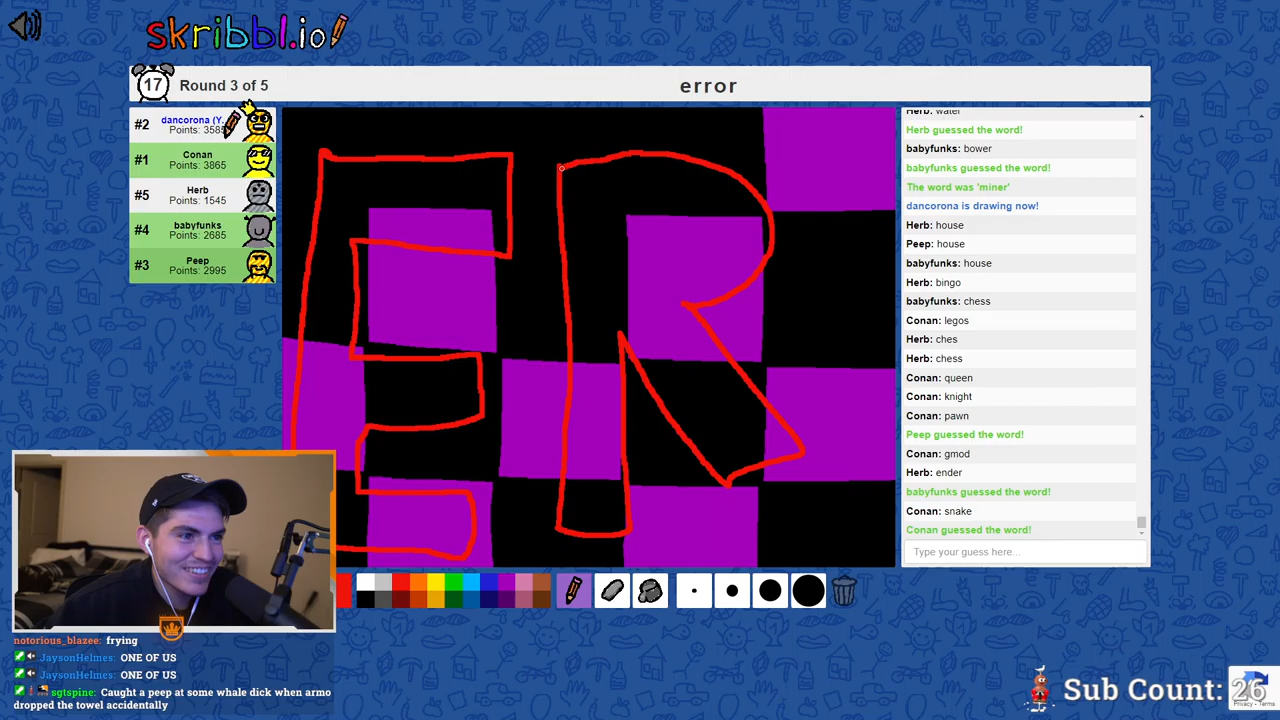 skribbl.io
17
Round 3 of 5
error
#2
dancorona (Y.
Points: 3585
#1
Conan
Points: 3865
#5
Herb
Points: 1545
#4
babyfunks
Points: 2685
#3
Peep
Points: 2995
ER
Herb: water
Herb guessed the word!
babyfunks: bower
babyfunks guessed the word!
The word was 'miner'
dancorona is drawing now!
Herb: house
Peep: house
babyfunks: house
Herb: bingo
babyfunks: chess
Conan: legos
Herb: ches
Herb: chess
Conan: queen
Conan: knight
Conan: pawn
Peep guessed the word!
Conan: gmod
Herb: ender
babyfunks guessed the word!
Conan: snake
Conan guessed the word!
Type your guess here...
notorious_blazee: frying
JaysonHelmes: ONE OF US
JaysonHelmes: ONE OF US
sgtspine: Caught a peep at some whale dick when armo
dropped the towel accidentally
Sub Count: 26
Privacy - Terms